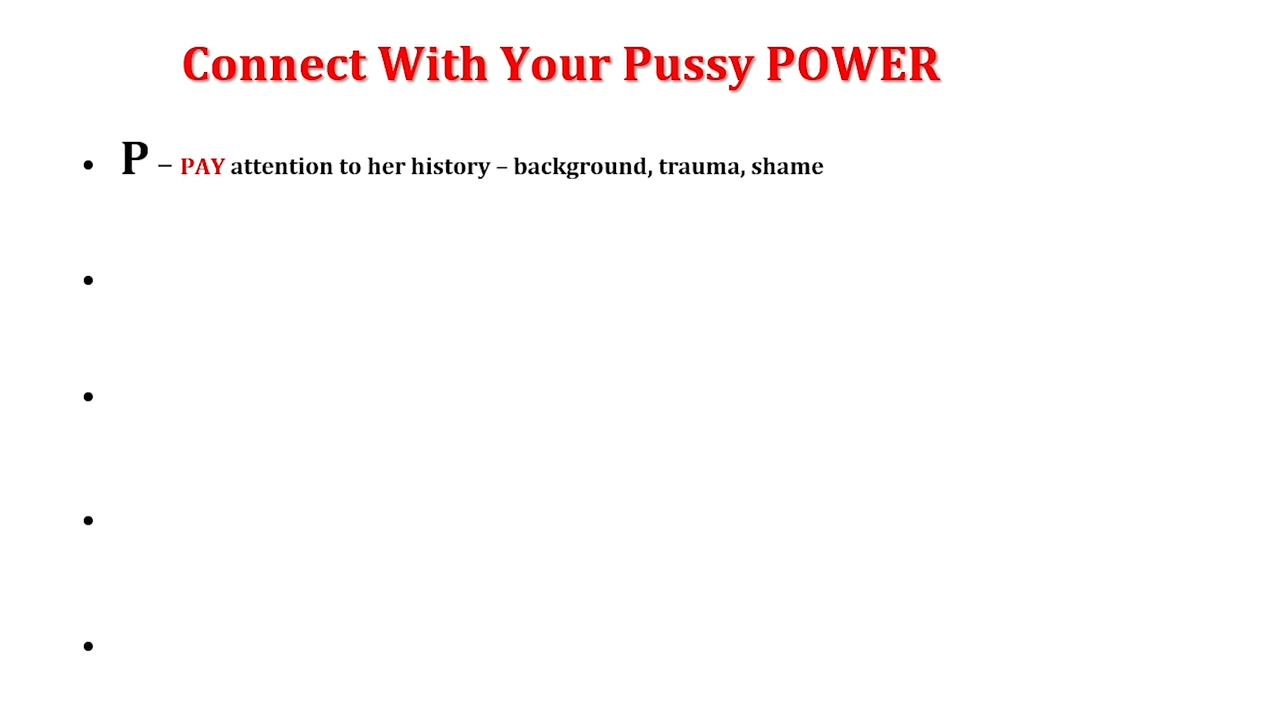 Connect With Your Pussy POWER
• P – PAY attention to her history – background, trauma, shame
•
•
•
•